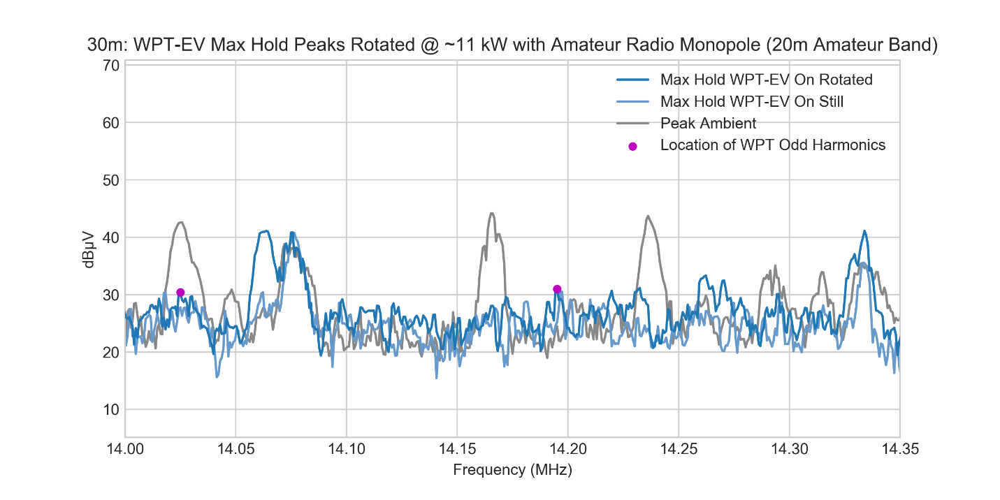 30m: WPT-EV Max Hold Peaks Rotated @ ~11 kW with Amateur Radio Monopole (20m Amateur Band)
70
60
50
40
30
20
10
dBµV
Max Hold WPT-EV On Rotated
Max Hold WPT-EV On Still
Peak Ambient
Location of WPT Odd Harmonics
14.00 14.05 14.10 14.15 14.20 14.25 14.30 14.35
Frequency (MHz)